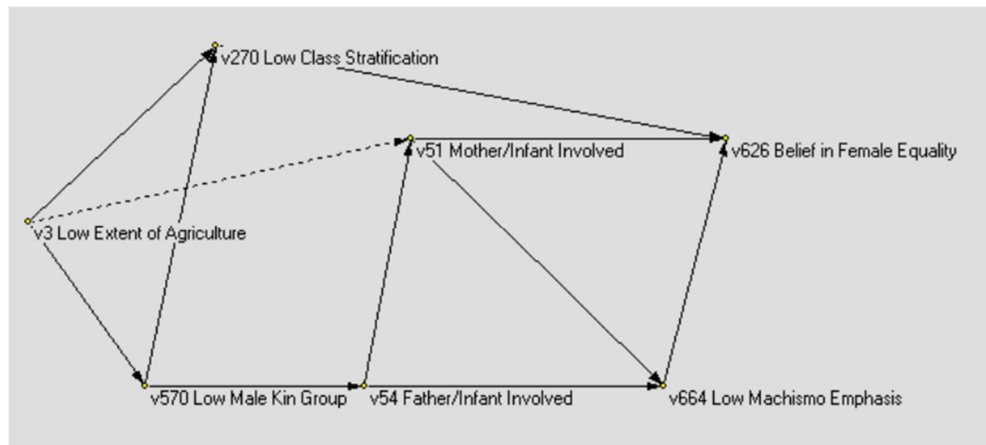 v270 Low Class Stratification
v51 Mother/Infant Involved
v626 Belief in Female Equality
v3 Low Extent of Agriculture
v570 Low Male Kin Group
v54 Father/Infant Involved
v664 Low Machismo Emphasis